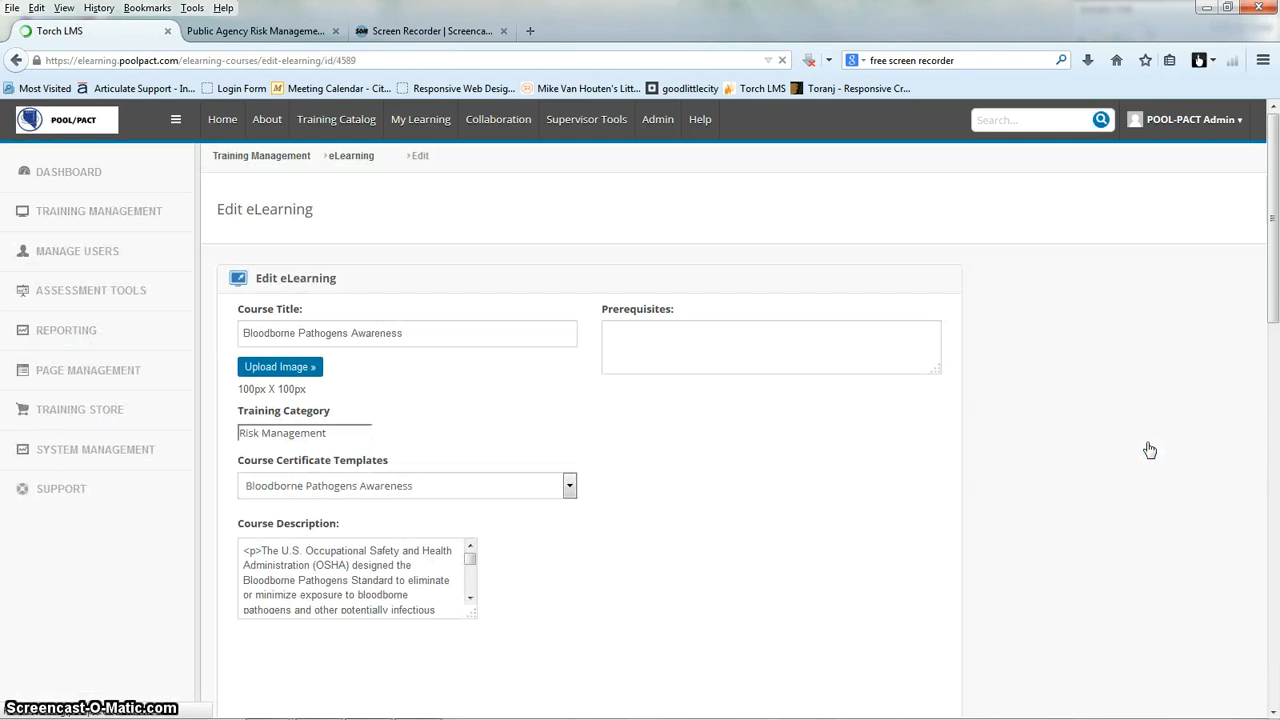 File Edit View History Bookmarks Tools Help
Torch LMS × Public Agency Risk Manageme... × som Screen Recorder | Screenca... × +
https://elearning.poolpact.com/elearning-courses/edit-elearning/id/4589 free screen recorder
Most Visited Articulate Support - In... Login Form M Meeting Calendar - Cit... Responsive Web Desig... Mike Van Houten's Litt... goodlittlecity Torch LMS Toranj - Responsive Cr...
POOL/PACT Home About Training Catalog My Learning Collaboration Supervisor Tools Admin Help Search... POOL-PACT Admin
Training Management › eLearning › Edit
DASHBOARD
TRAINING MANAGEMENT
MANAGE USERS
ASSESSMENT TOOLS
REPORTING
PAGE MANAGEMENT
TRAINING STORE
SYSTEM MANAGEMENT
SUPPORT
Edit eLearning
Edit eLearning
Course Title:
Bloodborne Pathogens Awareness
Upload Image »
100px X 100px
Training Category
Risk Management
Course Certificate Templates
Bloodborne Pathogens Awareness
Course Description:
<p>The U.S. Occupational Safety and Health
Administration (OSHA) designed the
Bloodborne Pathogens Standard to eliminate
or minimize exposure to bloodborne
pathogens and other potentially infectious
Prerequisites:
Screencast-O-Matic.com